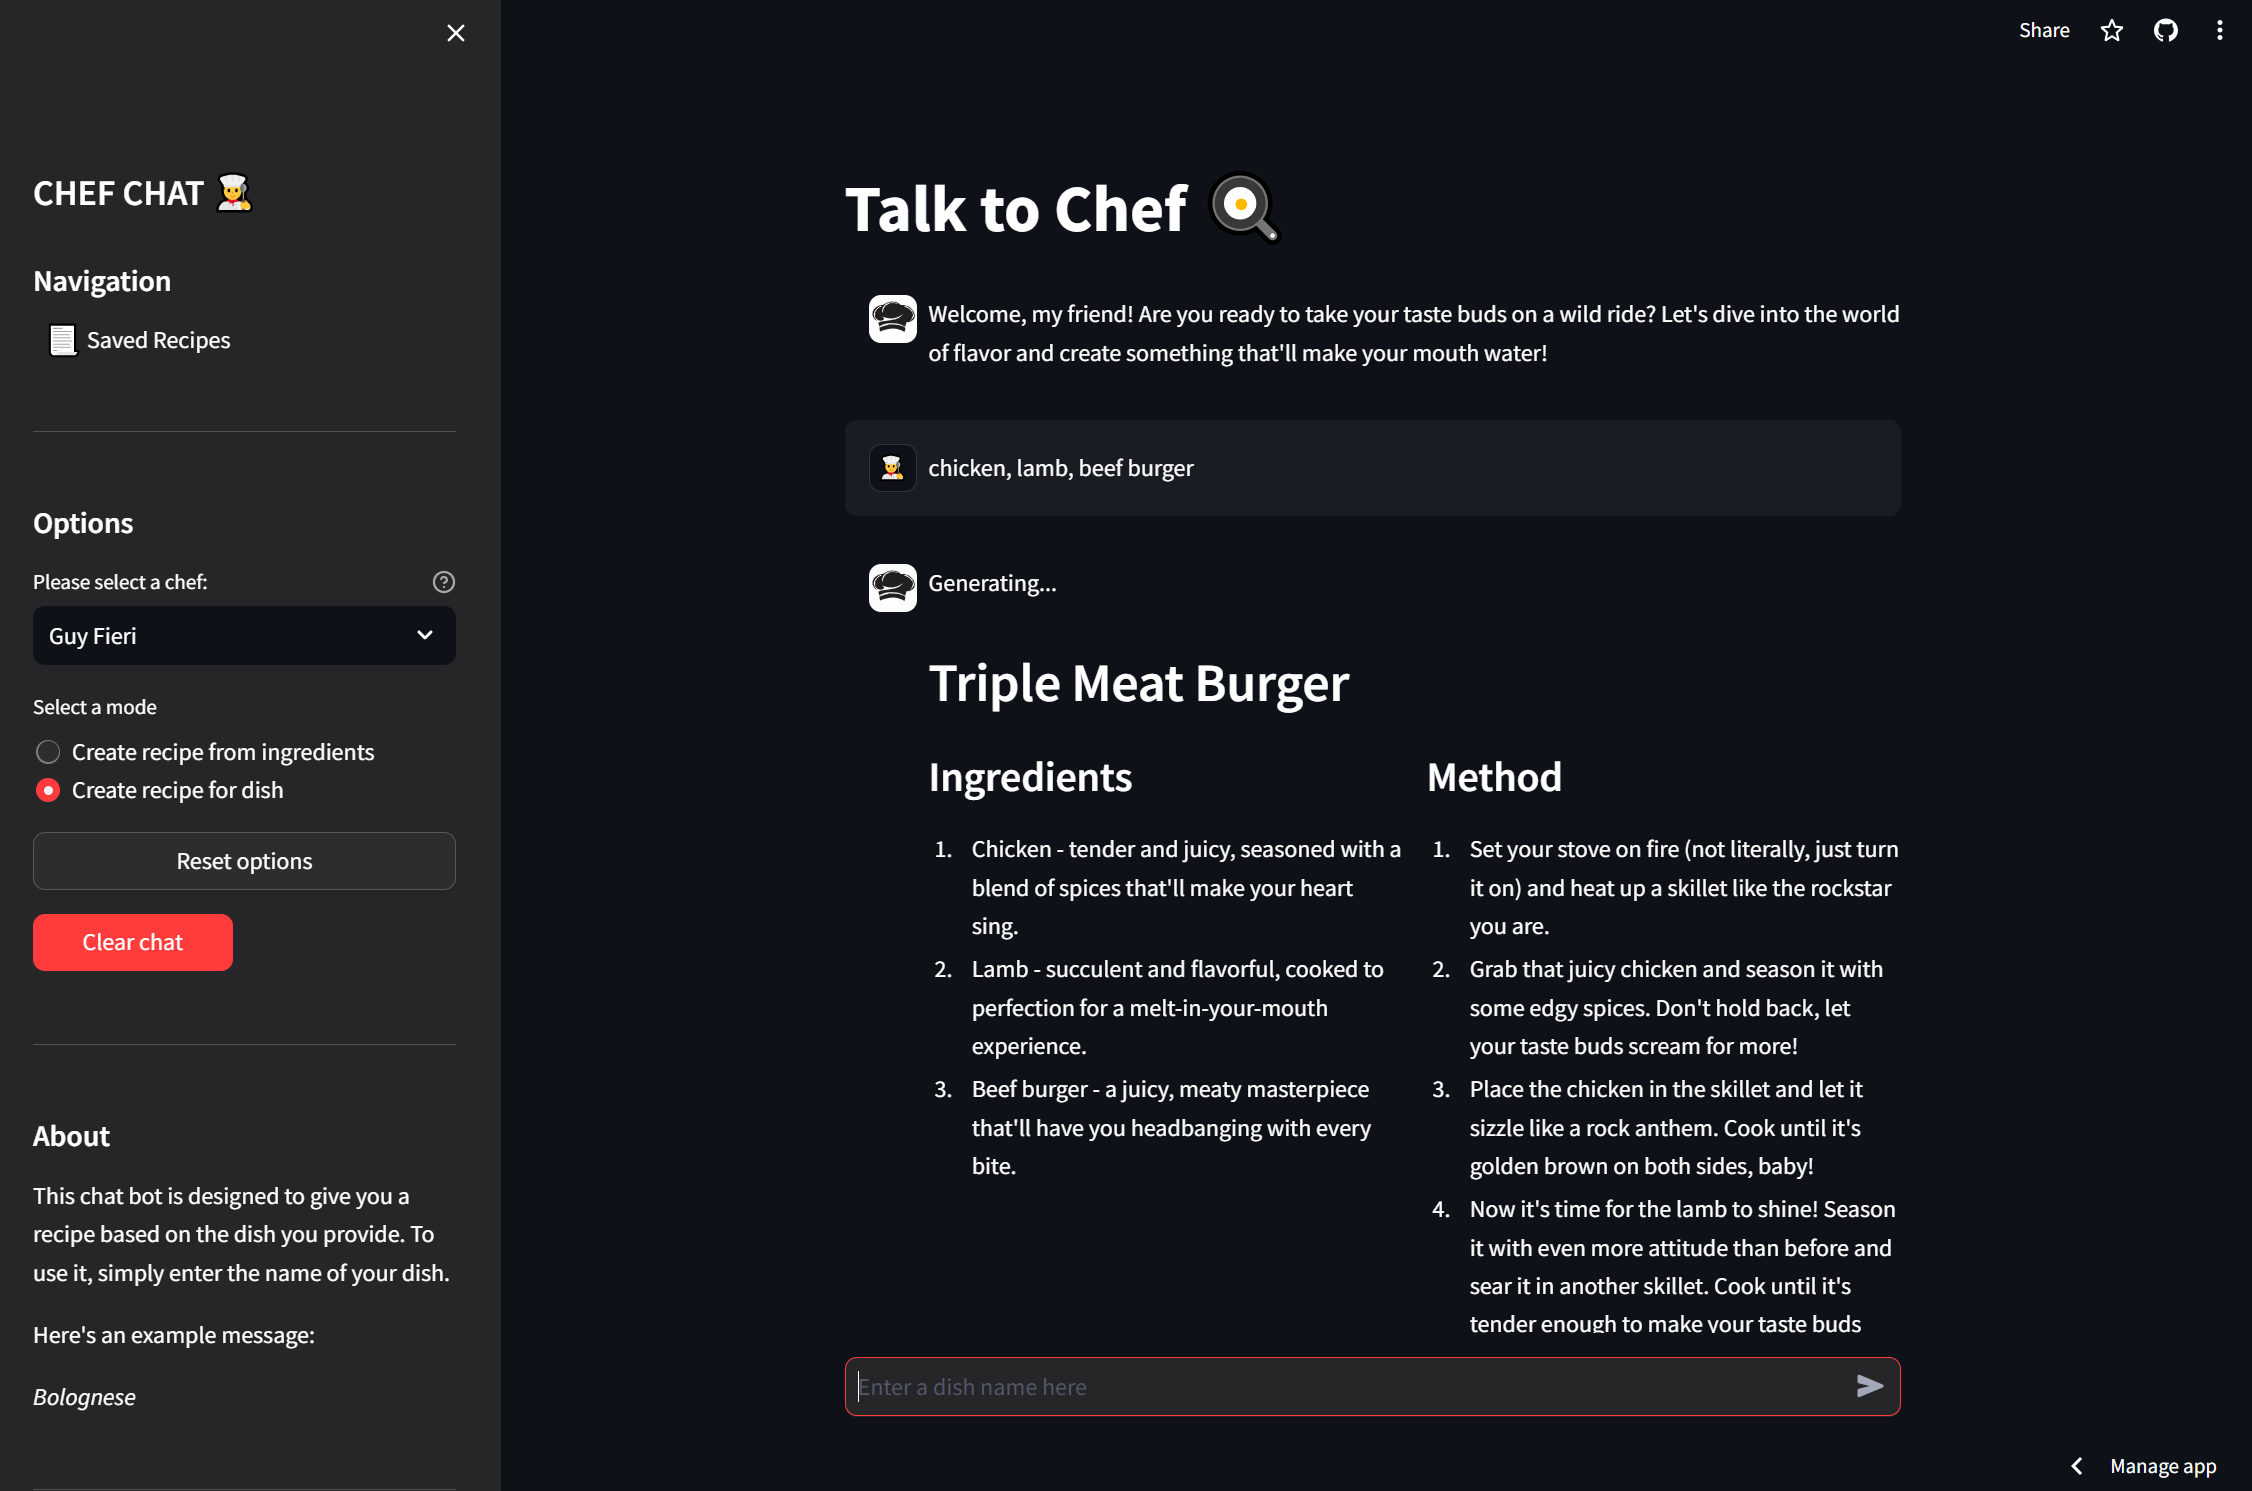 Share
CHEF CHAT
Navigation
Saved Recipes
Options
Please select a chef:
Guy Fieri
Select a mode
Create recipe from ingredients
Create recipe for dish
Reset options
Clear chat
About
This chat bot is designed to give you a
recipe based on the dish you provide. To
use it, simply enter the name of your dish.
Here's an example message:
Bolognese
Talk to Chef
Welcome, my friend! Are you ready to take your taste buds on a wild ride? Let's dive into the world
of flavor and create something that'll make your mouth water!
chicken, lamb, beef burger
Generating...
Triple Meat Burger
Ingredients
1. Chicken - tender and juicy, seasoned with a
blend of spices that'll make your heart
sing.
2. Lamb - succulent and flavorful, cooked to
perfection for a melt-in-your-mouth
experience.
3. Beef burger - a juicy, meaty masterpiece
that'll have you headbanging with every
bite.
Method
1. Set your stove on fire (not literally, just turn
it on) and heat up a skillet like the rockstar
you are.
2. Grab that juicy chicken and season it with
some edgy spices. Don't hold back, let
your taste buds scream for more!
3. Place the chicken in the skillet and let it
sizzle like a rock anthem. Cook until it's
golden brown on both sides, baby!
4. Now it's time for the lamb to shine! Season
it with even more attitude than before and
sear it in another skillet. Cook until it's
tender enough to make your taste buds
Enter a dish name here
Manage app